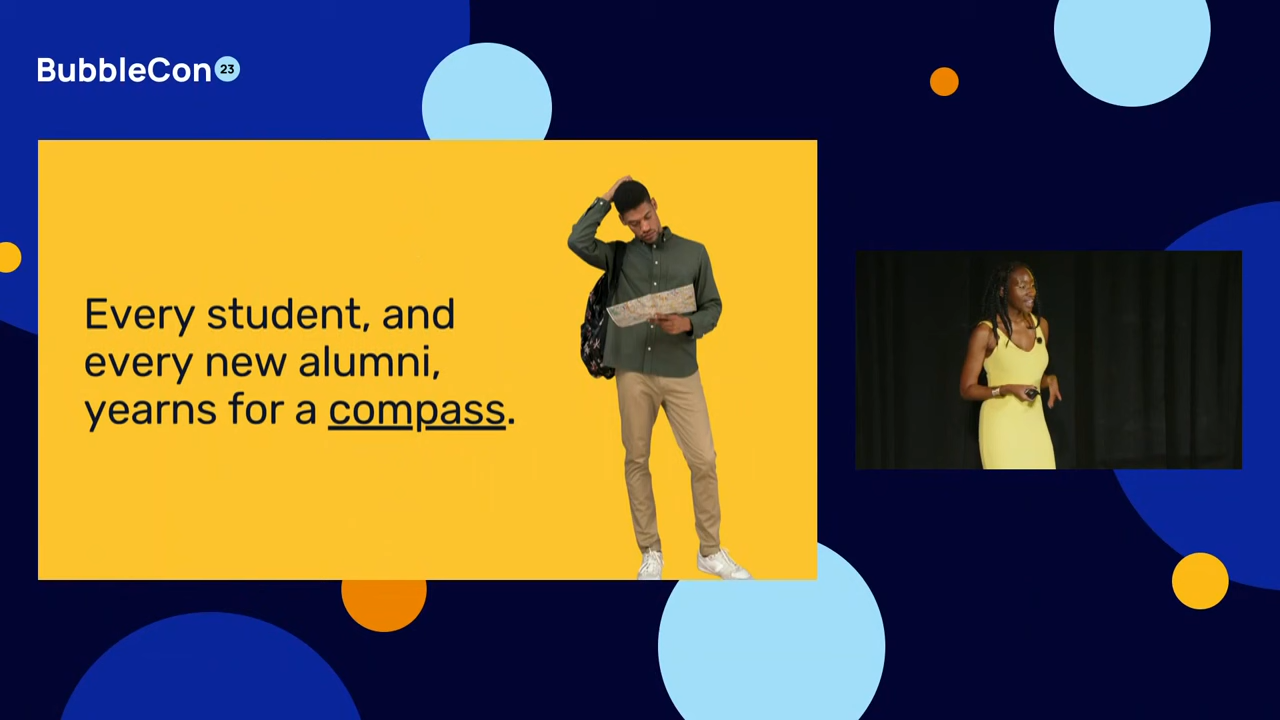 BubbleCon 23
Every student, and
every new alumni,
yearns for a compass.